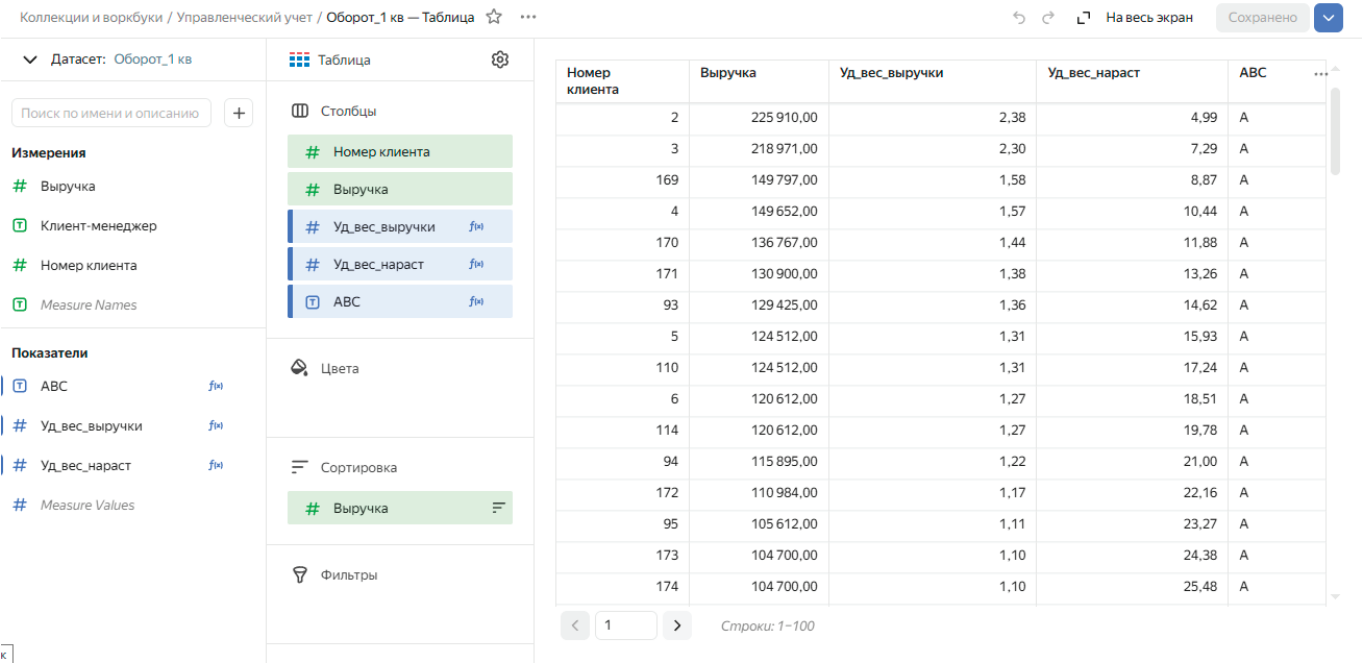 Коллекции и воркбуки / Управленческий учет / Оборот_1 кв — Таблица
На весь экран
Сохранено
Датасет: Оборот_1 кв
Поиск по имени и описанию
Измерения
Выручка
Клиент-менеджер
Номер клиента
Measure Names
Показатели
ABC
Уд_вес_выручки
Уд_вес_нараст
Measure Values
к
Таблица
Столбцы
Номер клиента
Выручка
Уд_вес_выручки
Уд_вес_нараст
ABC
Цвета
Сортировка
Выручка
Фильтры
Номер клиента Выручка Уд_вес_выручки Уд_вес_нараст ABC
2 225 910,00 2,38 4,99 A
3 218 971,00 2,30 7,29 A
169 149 797,00 1,58 8,87 A
4 149 652,00 1,57 10,44 A
170 136 767,00 1,44 11,88 A
171 130 900,00 1,38 13,26 A
93 129 425,00 1,36 14,62 A
5 124 512,00 1,31 15,93 A
110 124 512,00 1,31 17,24 A
6 120 612,00 1,27 18,51 A
114 120 612,00 1,27 19,78 A
94 115 895,00 1,22 21,00 A
172 110 984,00 1,17 22,16 A
95 105 612,00 1,11 23,27 A
173 104 700,00 1,10 24,38 A
174 104 700,00 1,10 25,48 A
1
Строки: 1–100